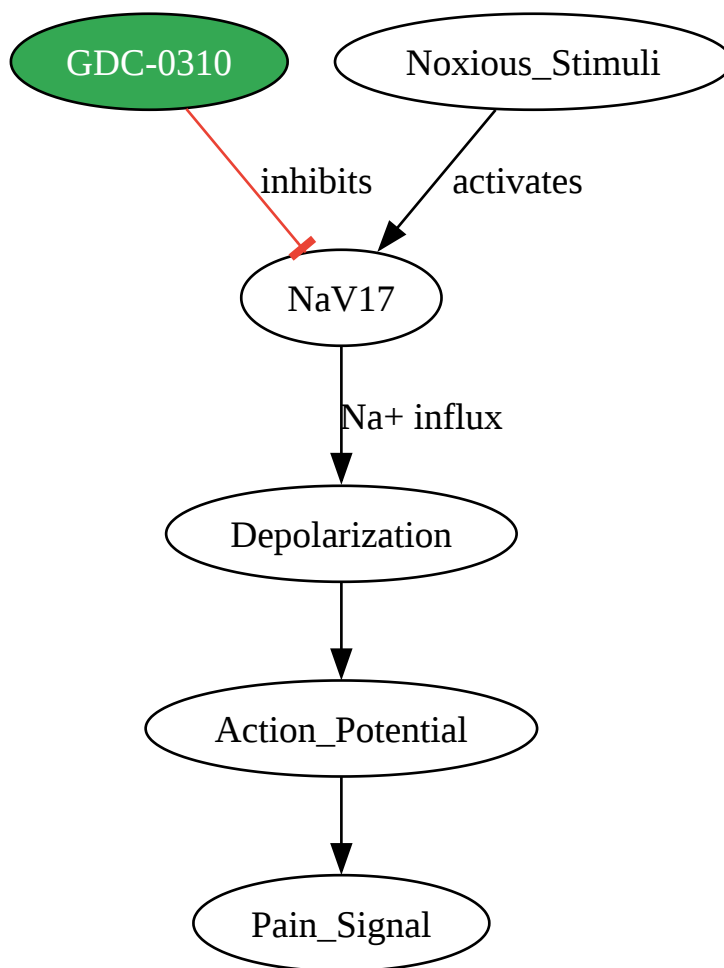 GDC-0310
Noxious_Stimuli
inhibits
activates
NaV17
Na+ influx
Depolarization
Action_Potential
Pain_Signal